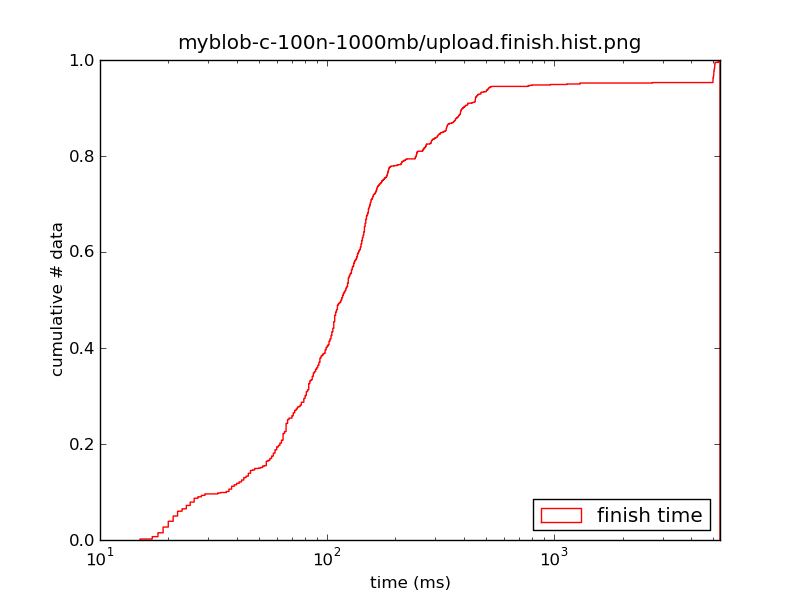 myblob-c-100n-1000mb/upload.finish.hist.png
1.0
0.8
0.6
0.4
0.2
0.0
cumulative # data
finish time
10^1
10^2
10^3
time (ms)